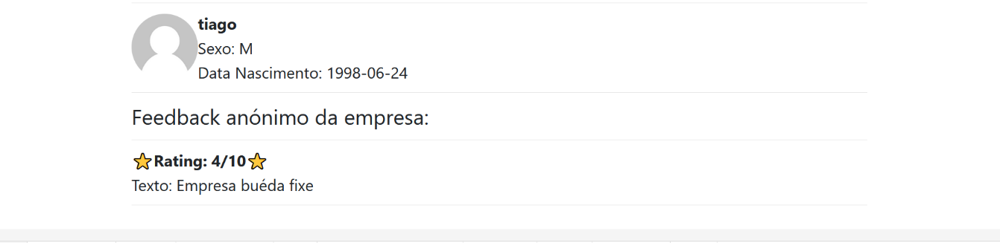 tiago
Sexo: M
Data Nascimento: 1998-06-24
Feedback anónimo da empresa:
⭐Rating: 4/10⭐
Texto: Empresa buéda fixe